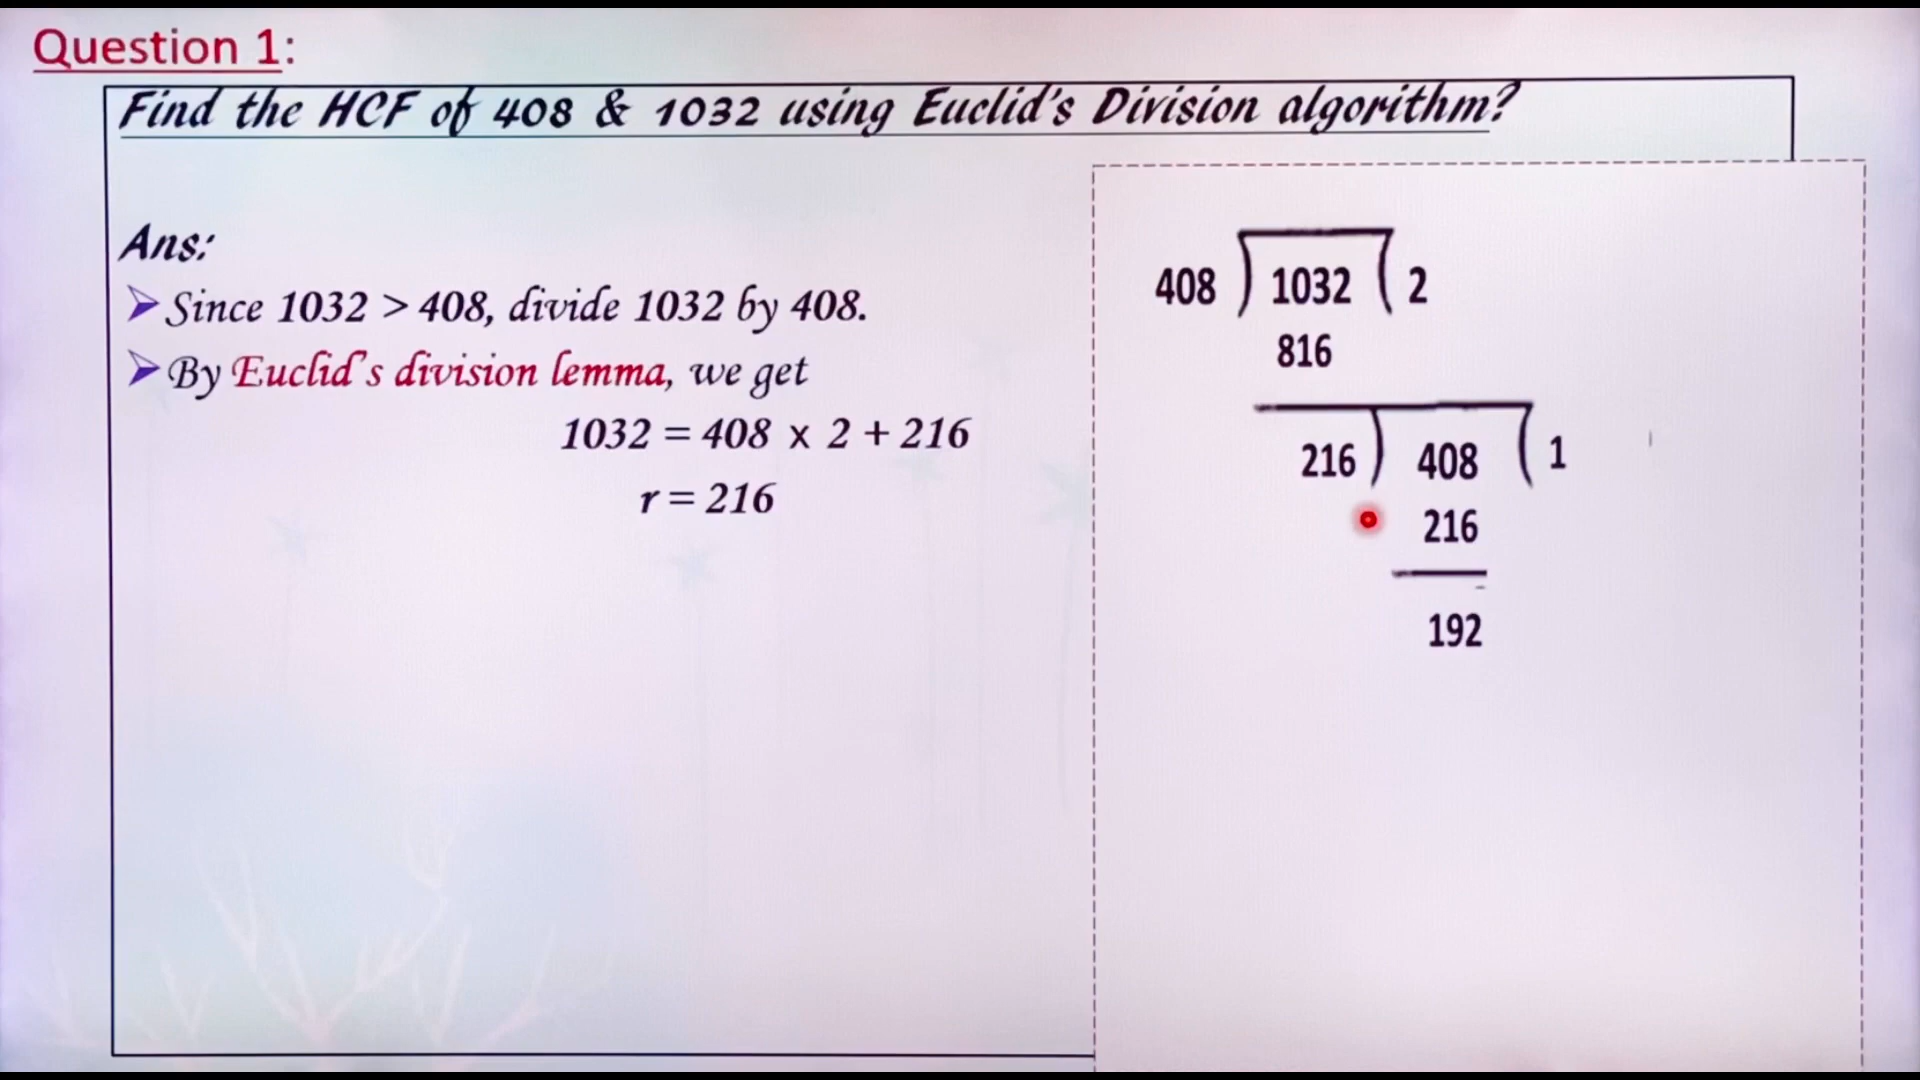 Question 1:
Find the HCF of 408 & 1032 using Euclid's Division algorithm?
Ans:
➤Since 1032 > 408, divide 1032 by 408.
➤By Euclid's division lemma, we get
1032 = 408 x 2 + 216
r = 216
408 ) 1032 ( 2
816
216 ) 408 ( 1
216
192